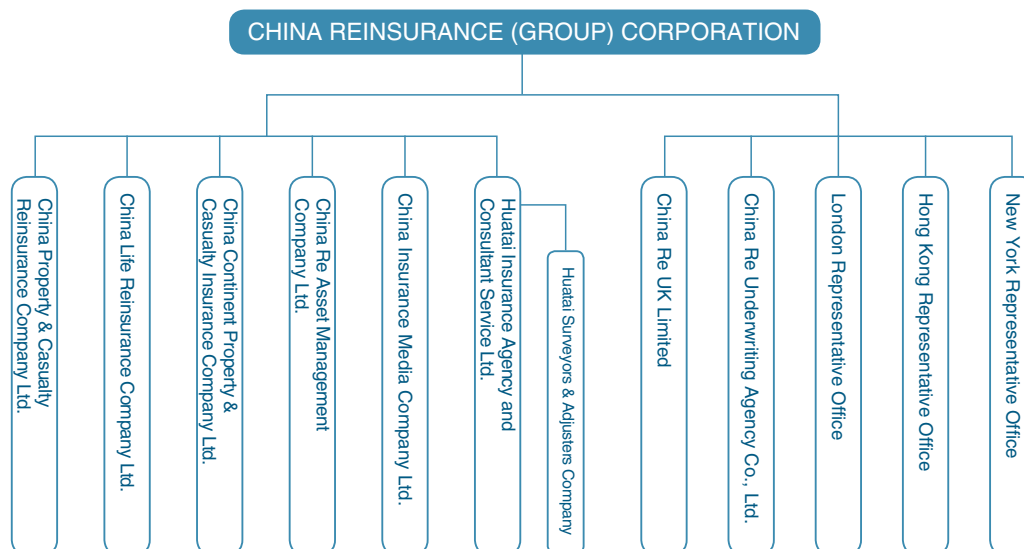 CHINA REINSURANCE (GROUP) CORPORATION
China Property & Casualty
Reinsurance Company Ltd.
China Life Reinsurance Company Ltd.
China Continent Property &
Casualty Insurance Company Ltd.
China Re Asset Management
Company Ltd.
China Insurance Media Company Ltd.
Huatai Insurance Agency and
Consultant Service Ltd.
Huatai Surveyors & Adjusters Company
China Re UK Limited
China Re Underwriting Agency Co., Ltd.
London Representative Office
Hong Kong Representative Office
New York Representative Office